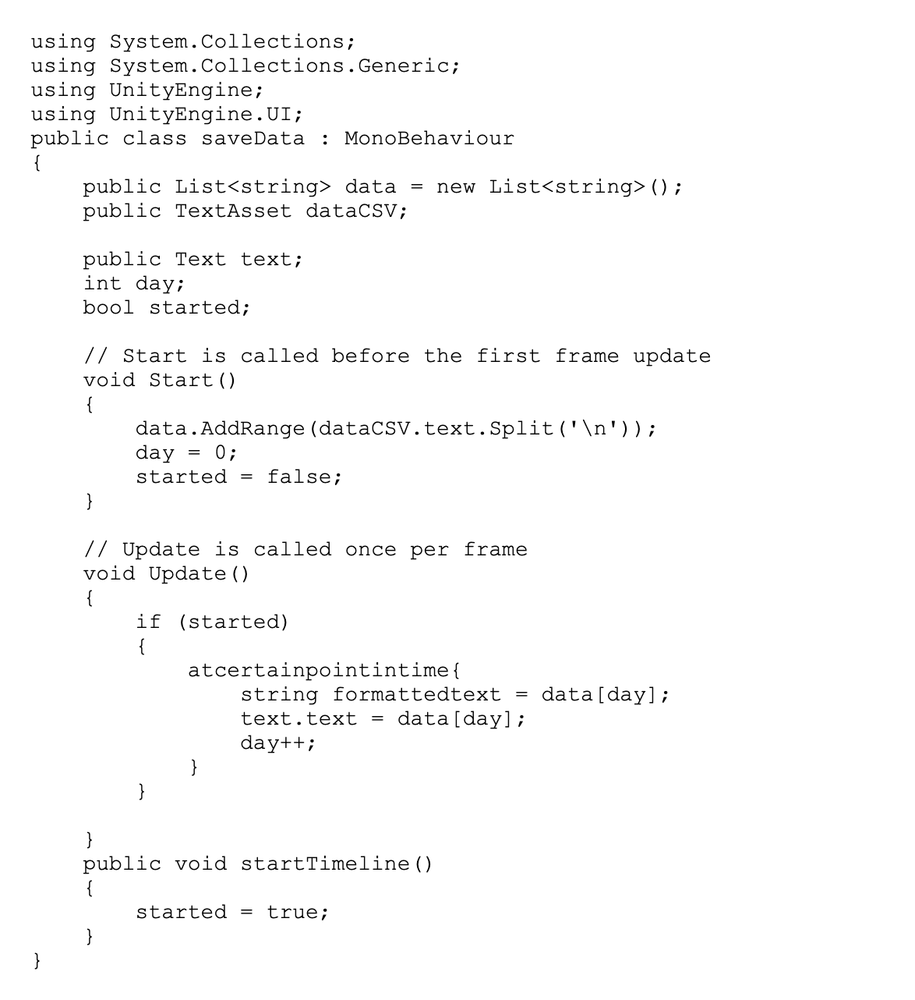 using System.Collections;
using System.Collections.Generic;
using UnityEngine;
using UnityEngine.UI;
public class saveData : MonoBehaviour
{
    public List<string> data = new List<string>();
    public TextAsset dataCSV;

    public Text text;
    int day;
    bool started;

    // Start is called before the first frame update
    void Start()
    {
        data.AddRange(dataCSV.text.Split('\n'));
        day = 0;
        started = false;
    }

    // Update is called once per frame
    void Update()
    {
        if (started)
        {
            atcertainpointintime{
                string formattedtext = data[day];
                text.text = data[day];
                day++;
            }
        }

    }
    public void startTimeline()
    {
        started = true;
    }
}